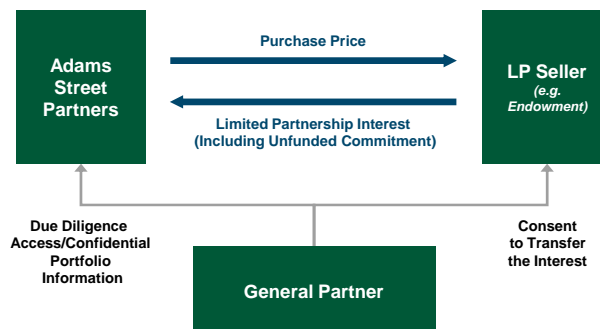 Adams
Street
Partners
Purchase Price
Limited Partnership Interest
(Including Unfunded Commitment)
LP Seller
(e.g.
Endowment)
Due Diligence
Access/Confidential
Portfolio
Information
General Partner
Consent
to Transfer
the Interest